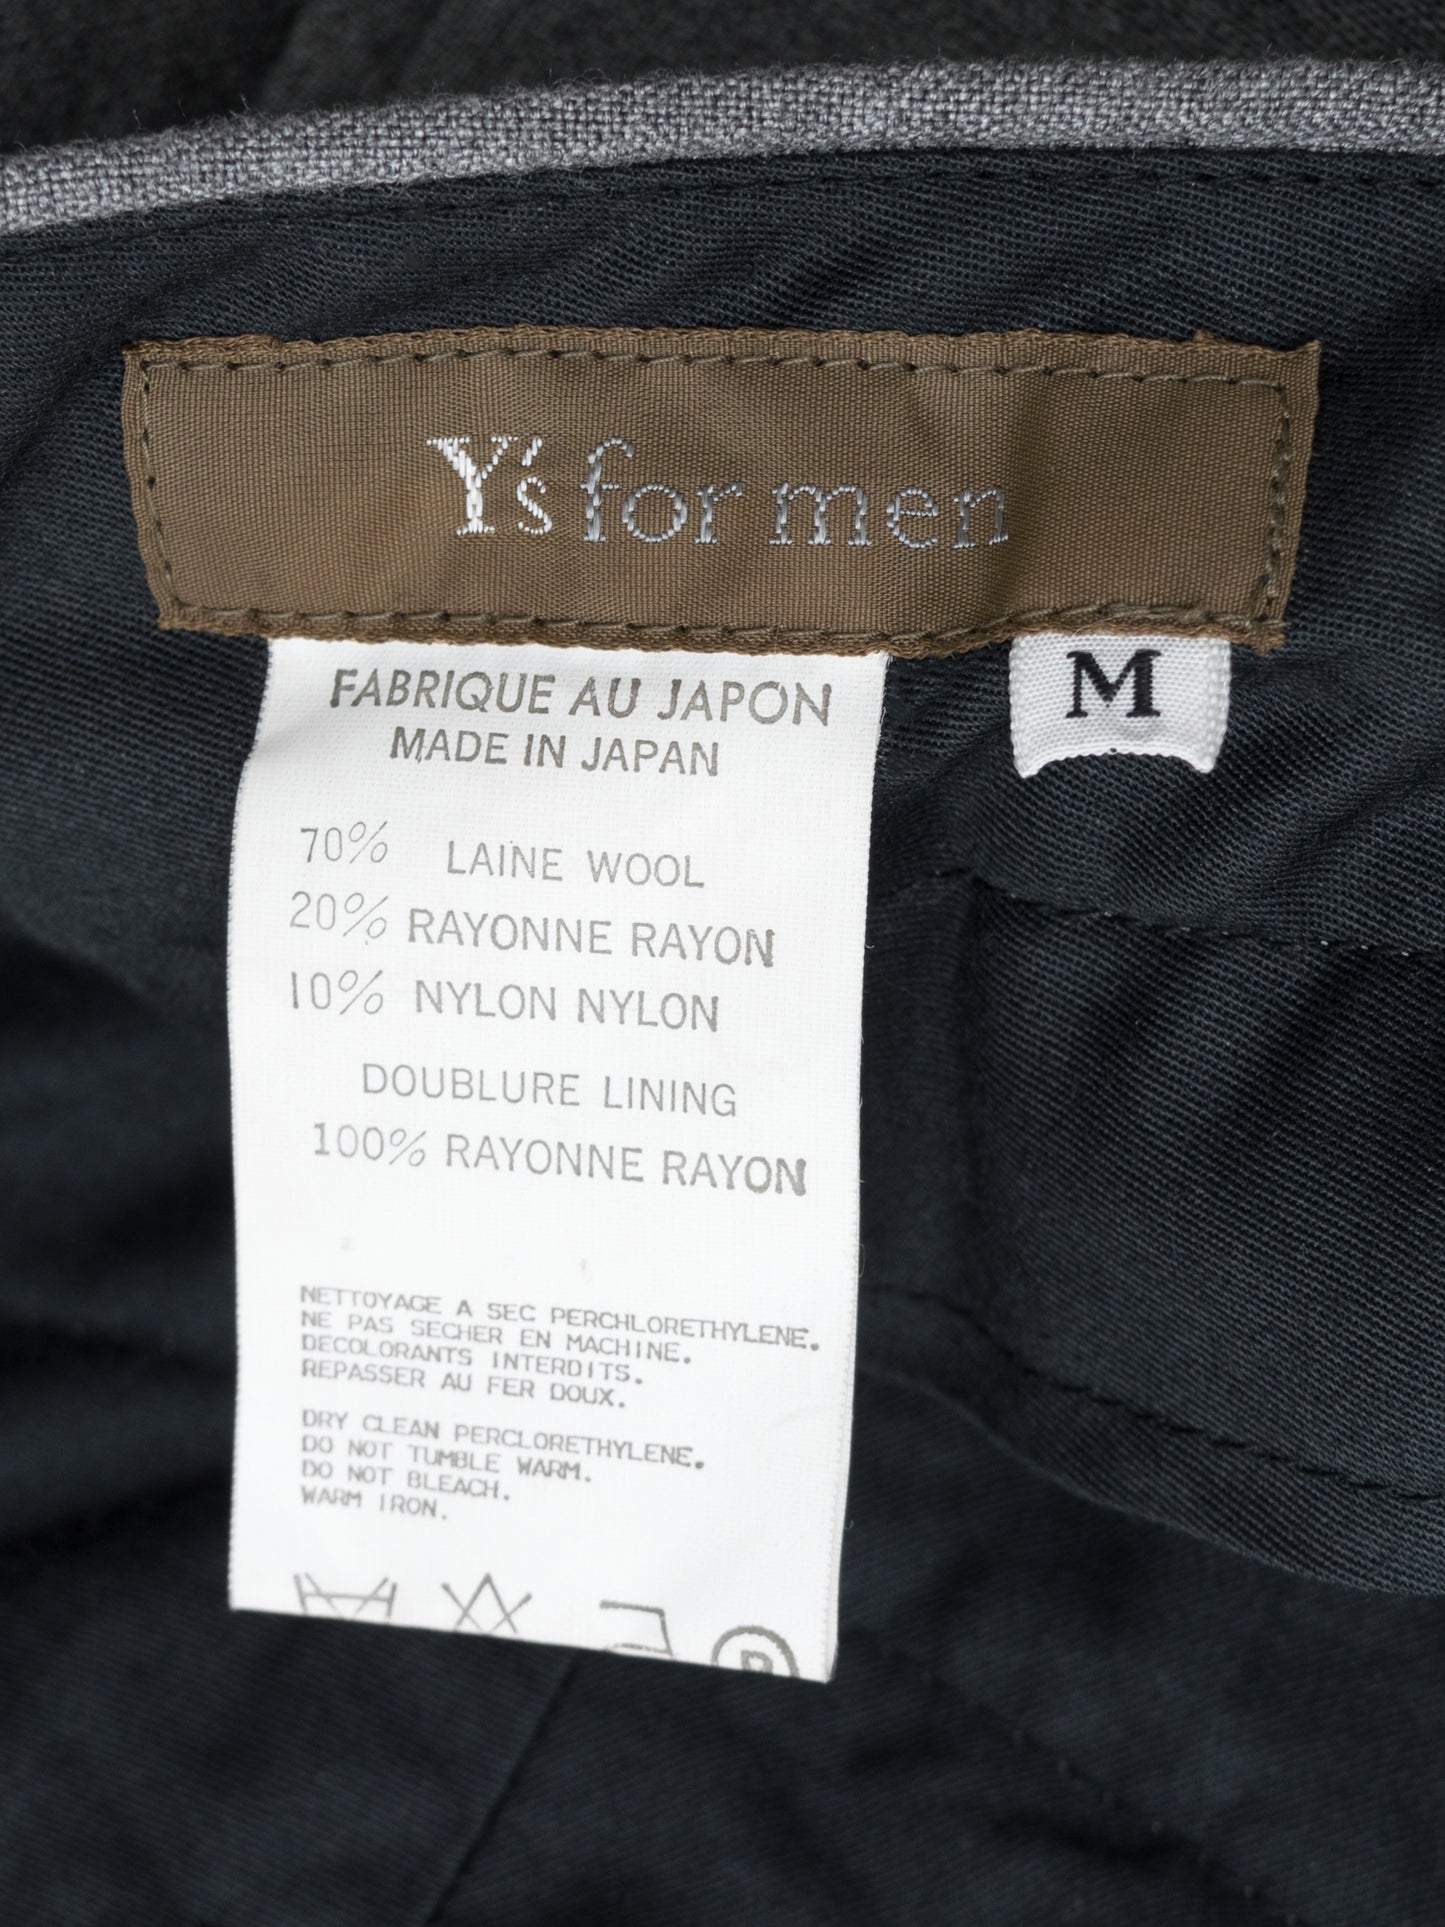 Y's for men
M
FABRIQUE AU JAPON
MADE IN JAPAN
70% LAINE WOOL
20% RAYONNE RAYON
10% NYLON NYLON
DOUBLURE LINING
100% RAYONNE RAYON
NETTOYAGE A SEC PERCHLORETHYLENE.
NE PAS SECHER EN MACHINE.
DECOLORANTS INTERDITS.
REPASSER AU FER DOUX.
DRY CLEAN PERCLORETHYLENE.
DO NOT TUMBLE WARM.
DO NOT BLEACH.
WARM IRON.
P